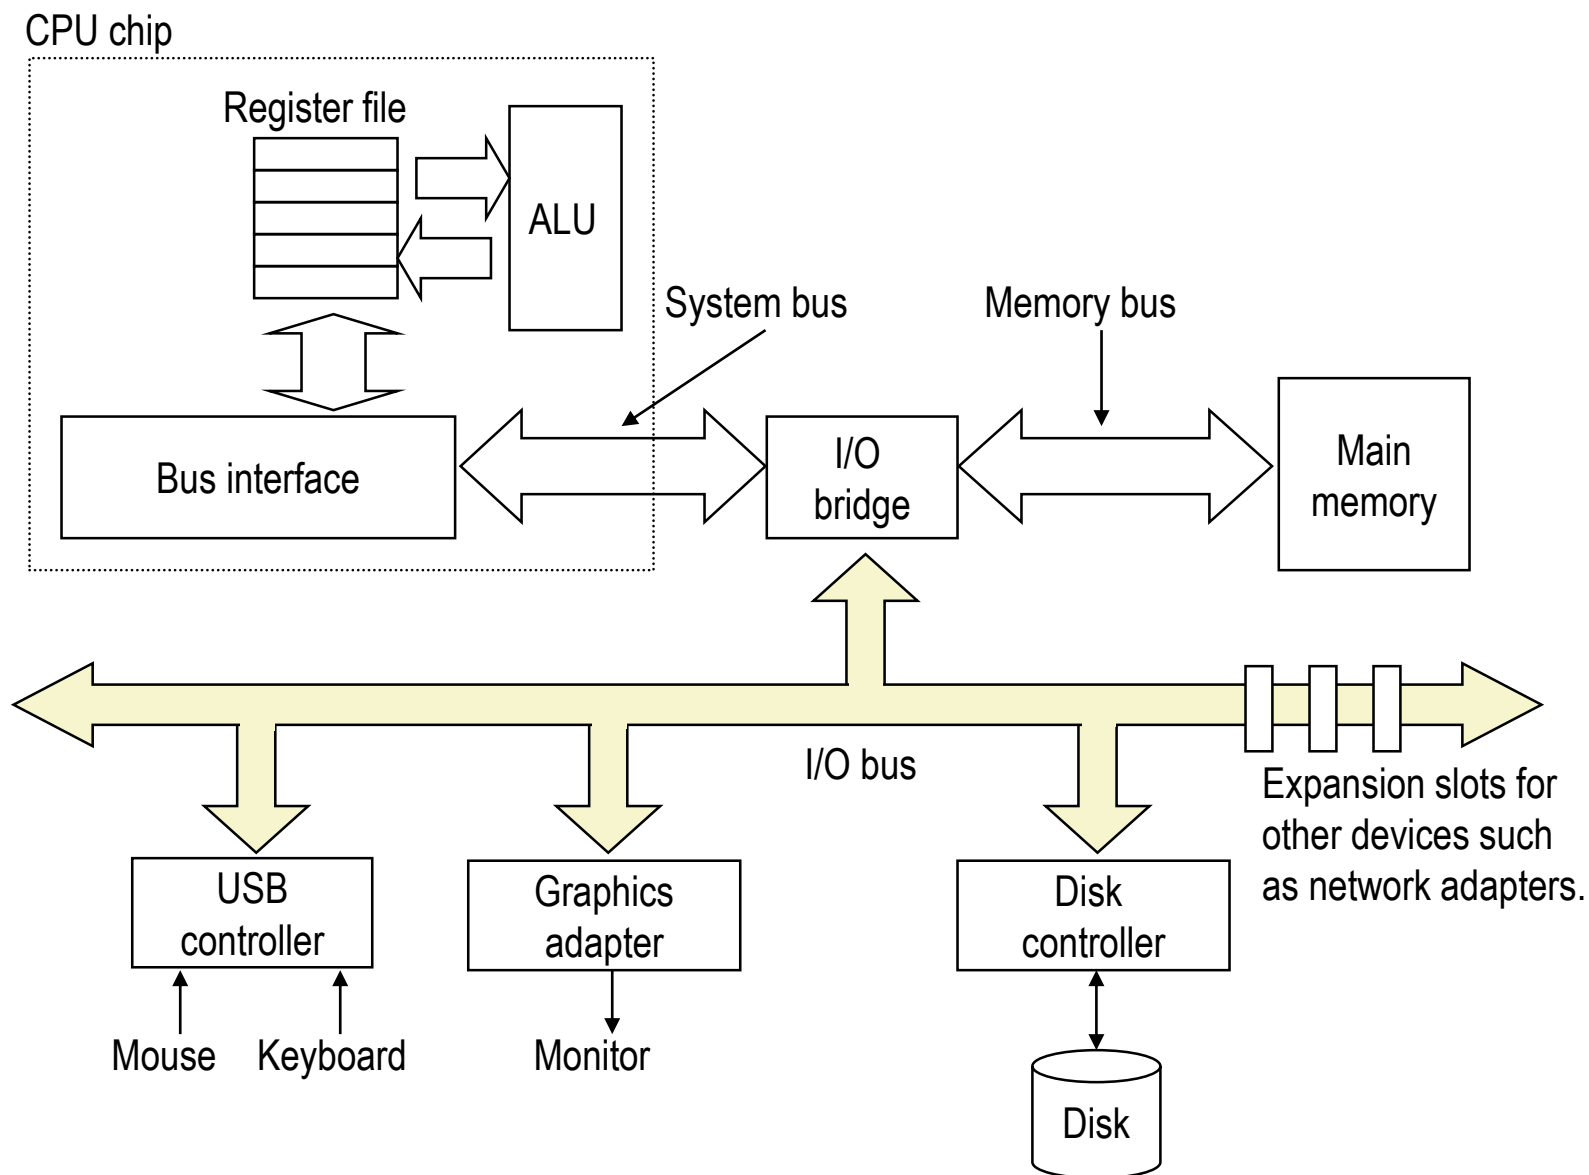 CPU chip
Register file
ALU
System bus
Memory bus
Bus interface
I/O
bridge
Main
memory
I/O bus
Expansion slots for
other devices such
as network adapters.
USB
controller
Graphics
adapter
Disk
controller
Mouse
Keyboard
Monitor
Disk